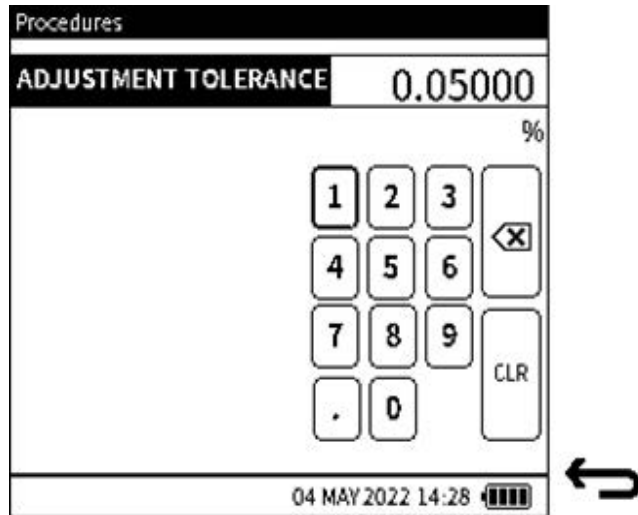 Procedures
ADJUSTMENT TOLERANCE 0.05000
%
1 2 3
4 5 6
7 8 9
CLR
. 0
04 MAY 2022 14:28